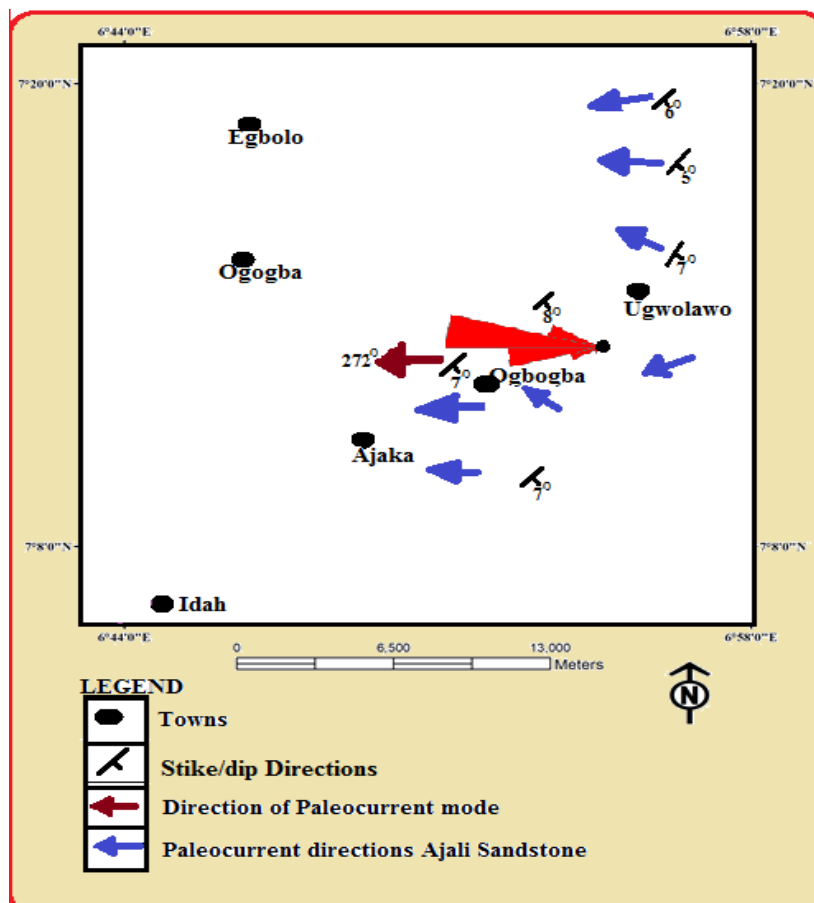 6°44'0"E 6°58'0"E
7°20'0"N 7°20'0"N
6°
Egbolo
5°
7°
Ogogba
Ugwolawo
8°
272°
7°
Ogbogba
Ajaka
7°
7°8'0"N 7°8'0"N
Idah
6°44'0"E 6°58'0"E
0 6,500 13,000
Meters
N
LEGEND
Towns
Stike/dip Directions
Direction of Paleocurrent mode
Paleocurrent directions Ajali Sandstone